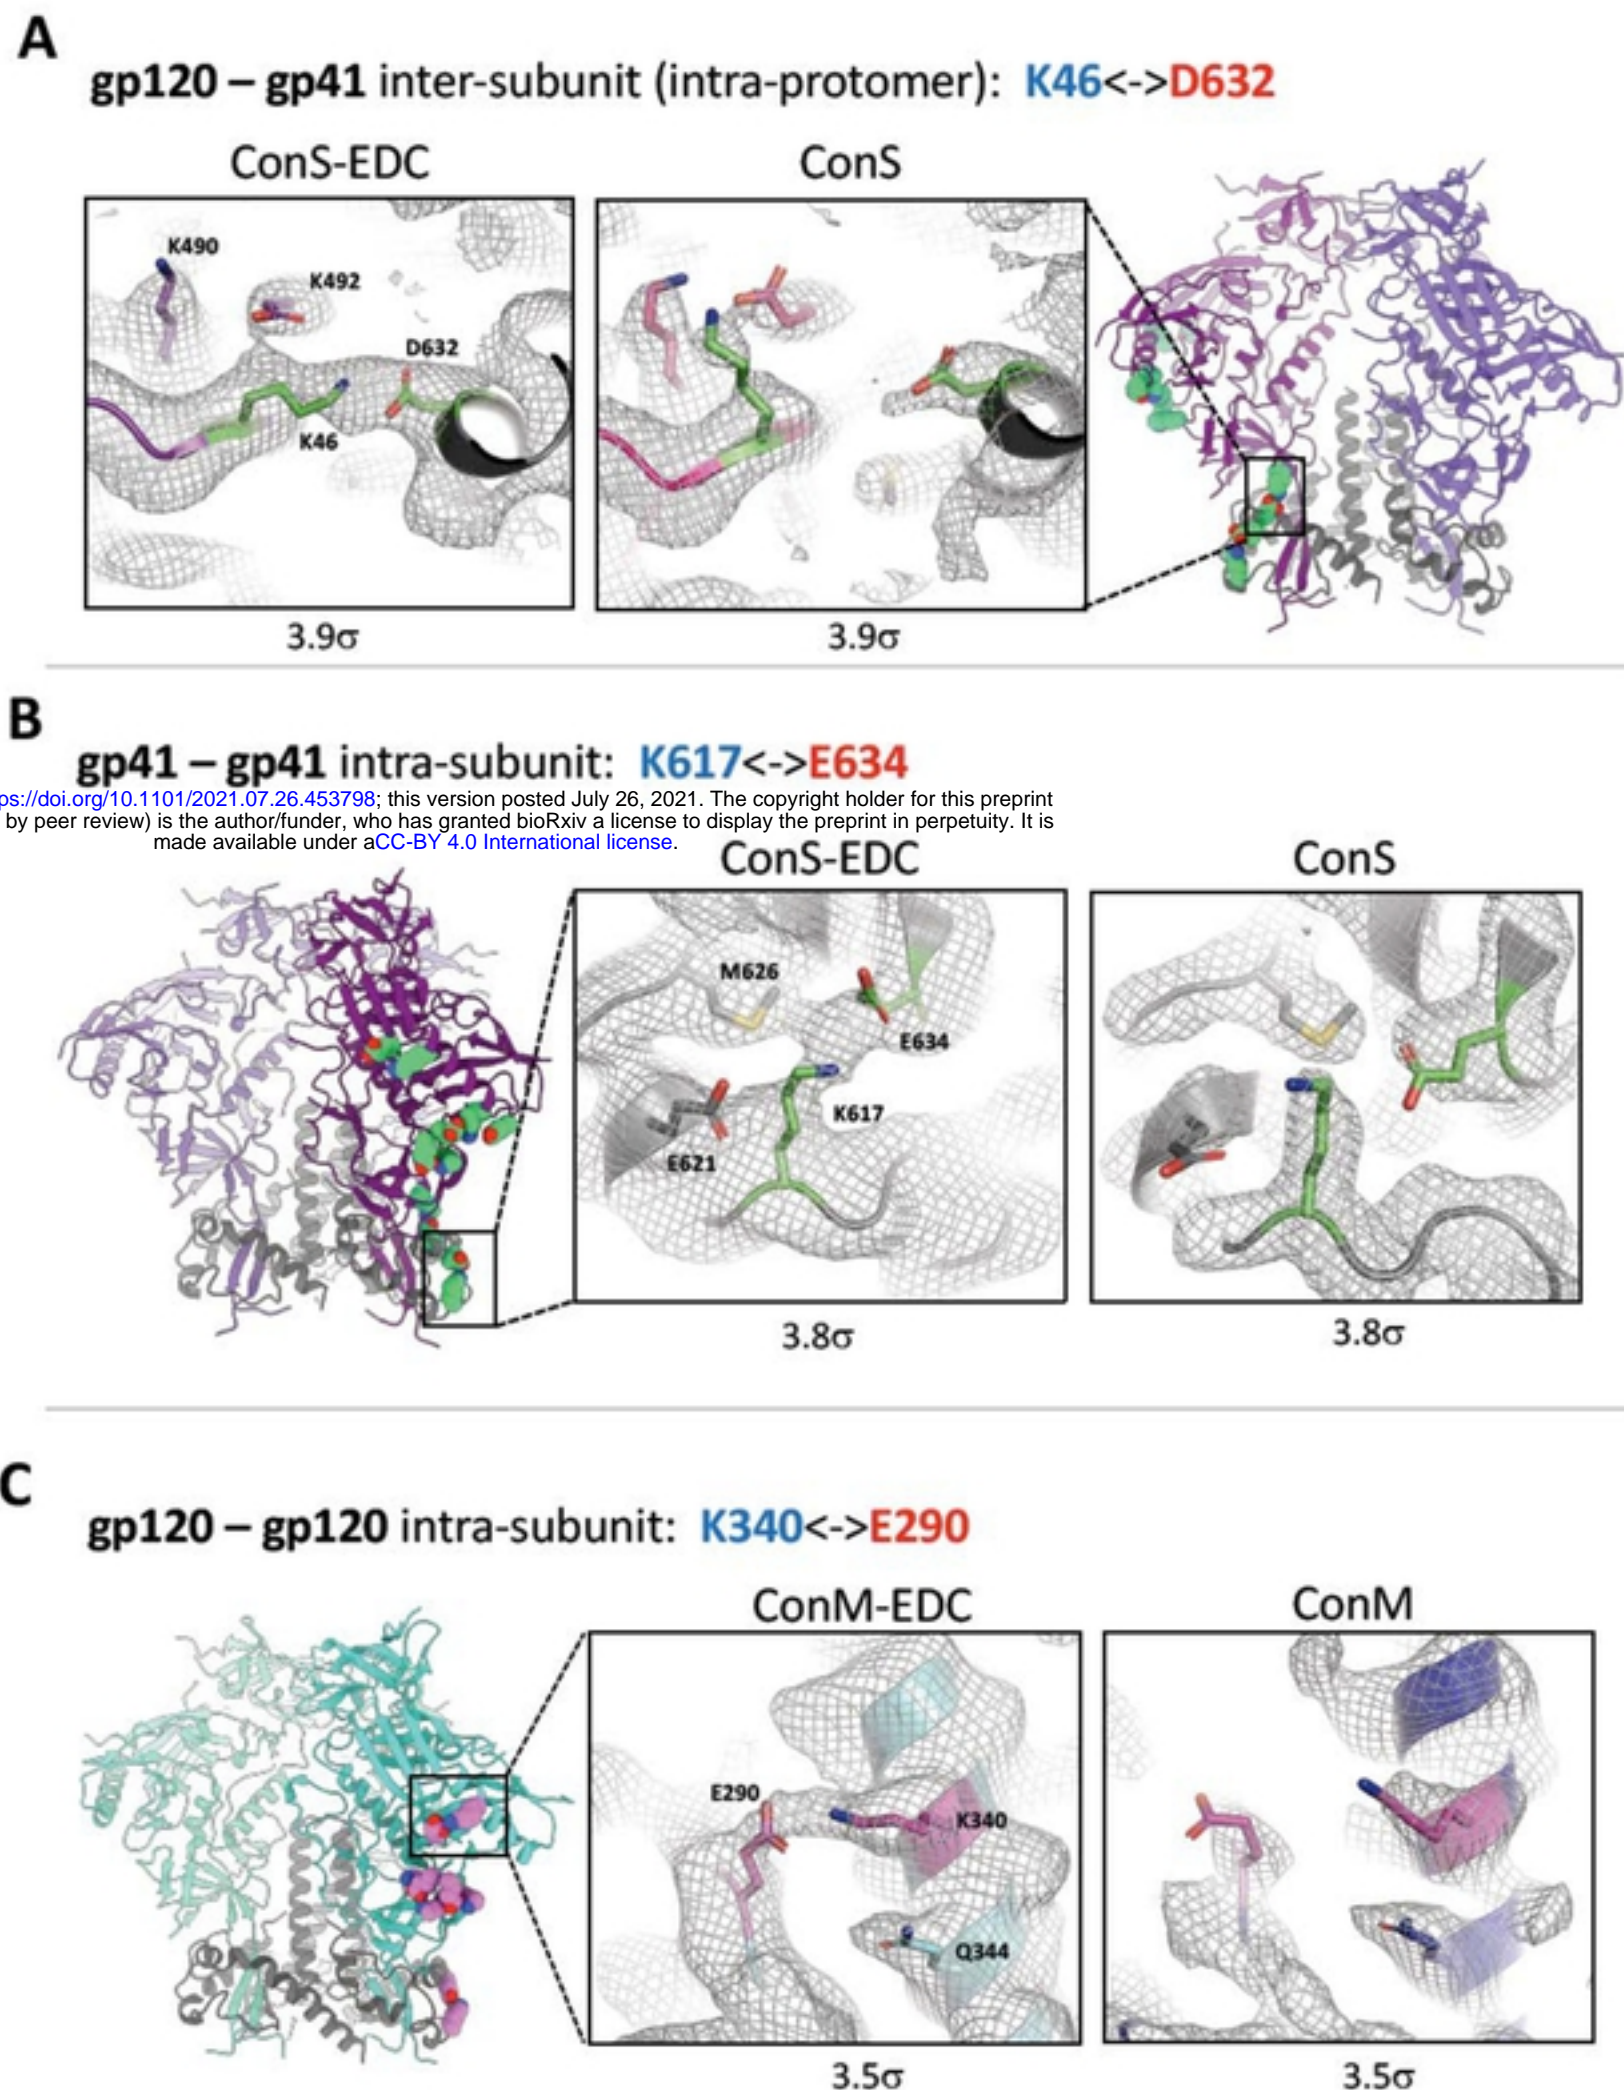 A
gp120 – gp41 inter-subunit (intra-protomer): K46<->D632
ConS-EDC
ConS
K490
K492
D632
K46
3.9σ
3.9σ
B
gp41 – gp41 intra-subunit: K617<->E634
ps://doi.org/10.1101/2021.07.26.453798; this version posted July 26, 2021. The copyright holder for this preprint
by peer review) is the author/funder, who has granted bioRxiv a license to display the preprint in perpetuity. It is
made available under aCC-BY 4.0 International license.
ConS-EDC
ConS
M626
E634
K617
E621
3.8σ
3.8σ
C
gp120 – gp120 intra-subunit: K340<->E290
ConM-EDC
ConM
E290
K340
Q344
3.5σ
3.5σ